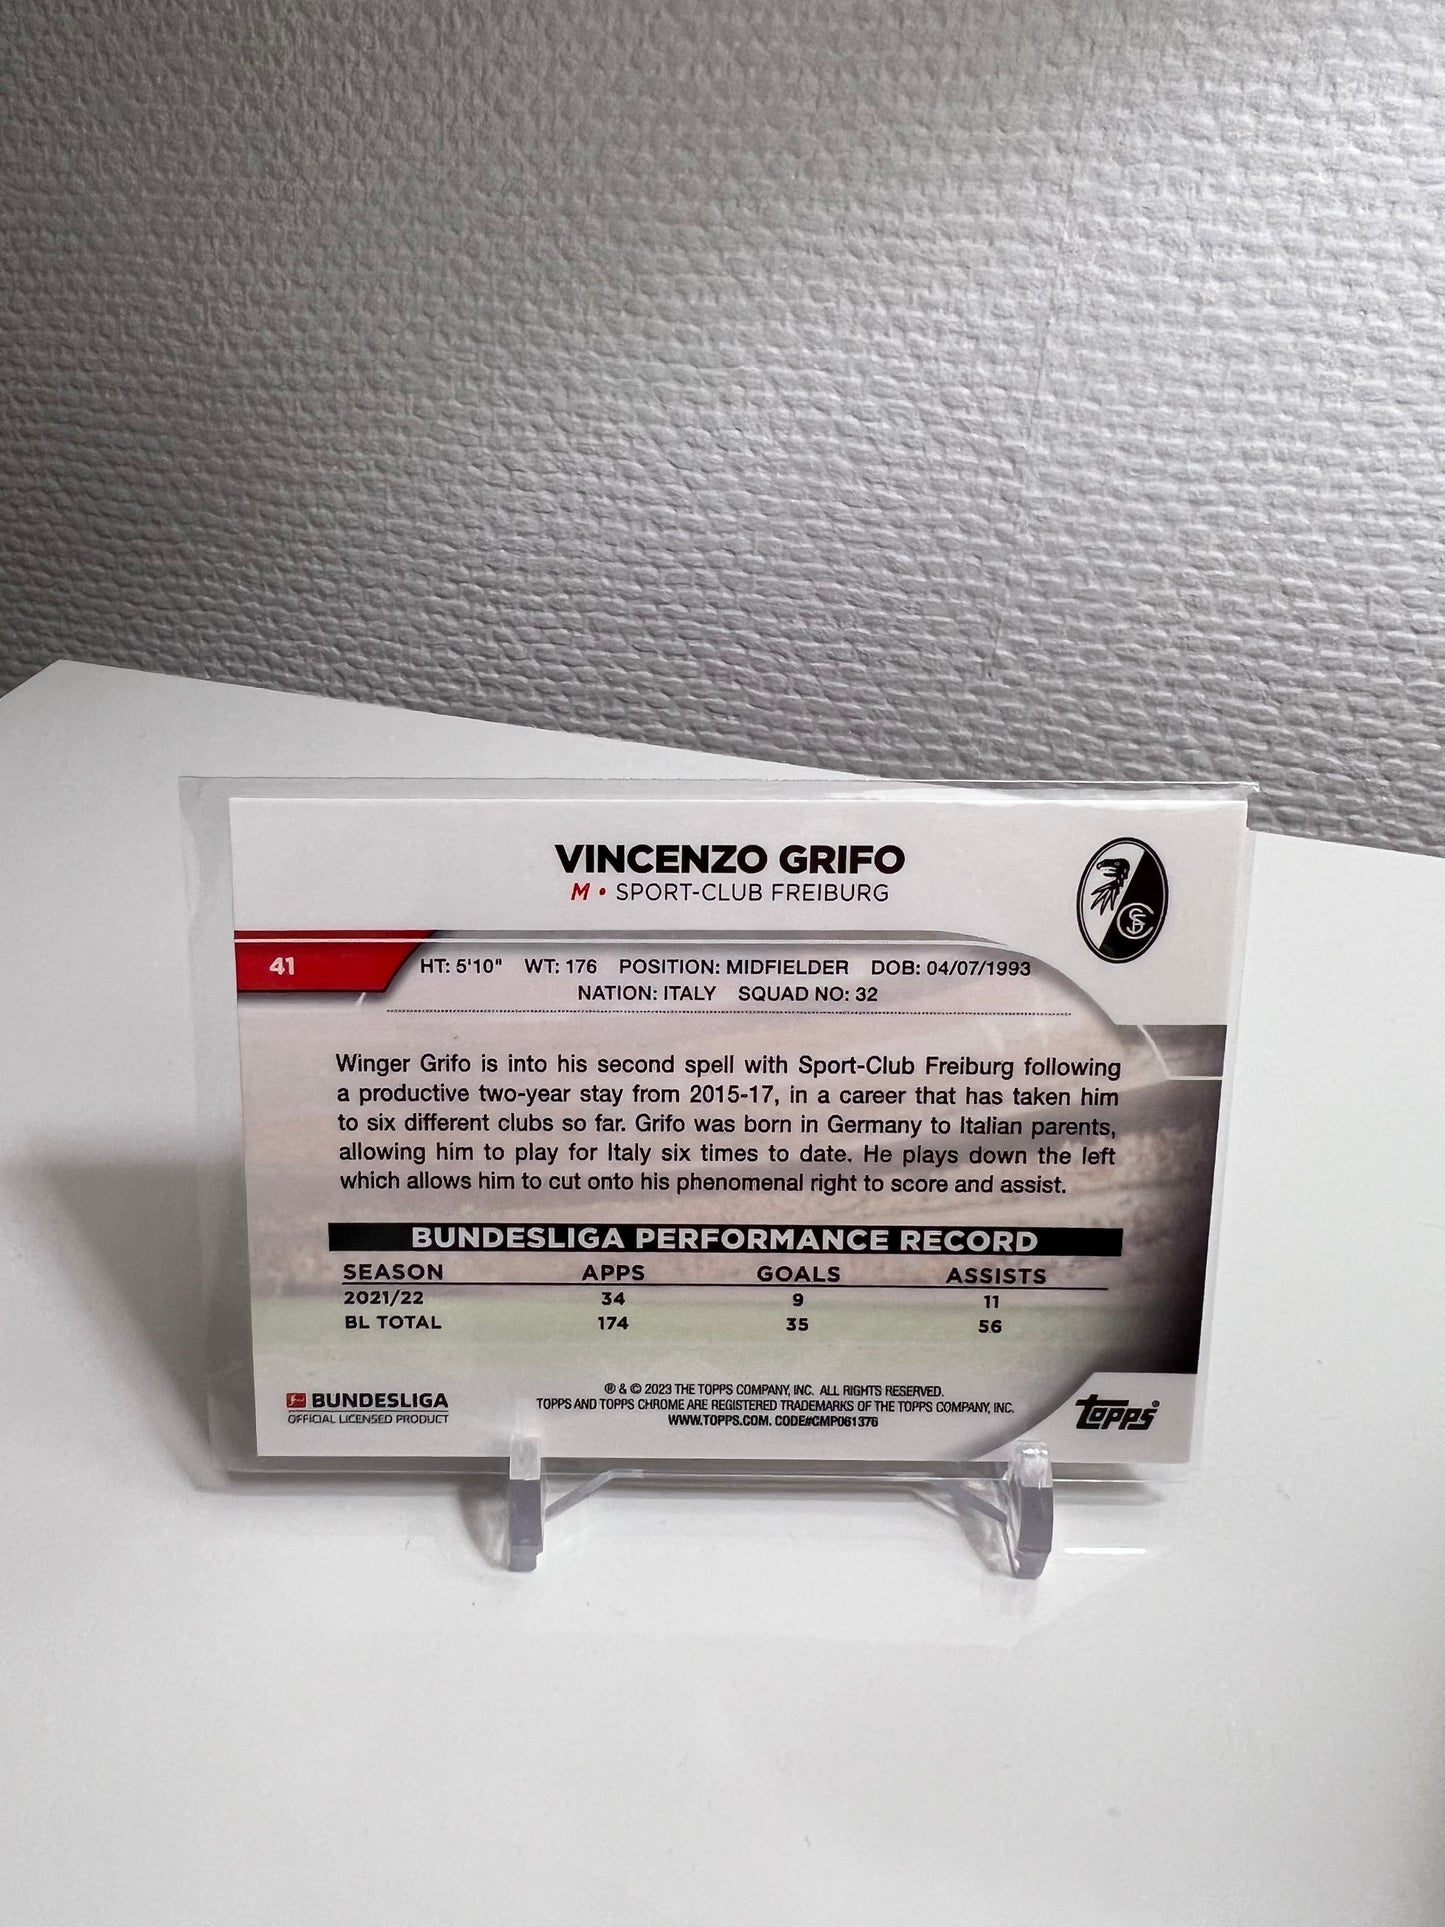 VINCENZO GRIFO
M • SPORT-CLUB FREIBURG
SC
41
HT: 5'10" WT: 176 POSITION: MIDFIELDER DOB: 04/07/1993
NATION: ITALY SQUAD NO: 32
Winger Grifo is into his second spell with Sport-Club Freiburg following
a productive two-year stay from 2015-17, in a career that has taken him
to six different clubs so far. Grifo was born in Germany to Italian parents,
allowing him to play for Italy six times to date. He plays down the left
which allows him to cut onto his phenomenal right to score and assist.
BUNDESLIGA PERFORMANCE RECORD
SEASON APPS GOALS ASSISTS
2021/22 34 9 11
BL TOTAL 174 35 56
BUNDESLIGA
OFFICIAL LICENSED PRODUCT
® & © 2023 THE TOPPS COMPANY, INC. ALL RIGHTS RESERVED.
TOPPS AND TOPPS CHROME ARE REGISTERED TRADEMARKS OF THE TOPPS COMPANY, INC.
WWW.TOPPS.COM. CODE#CMP061376
topps®